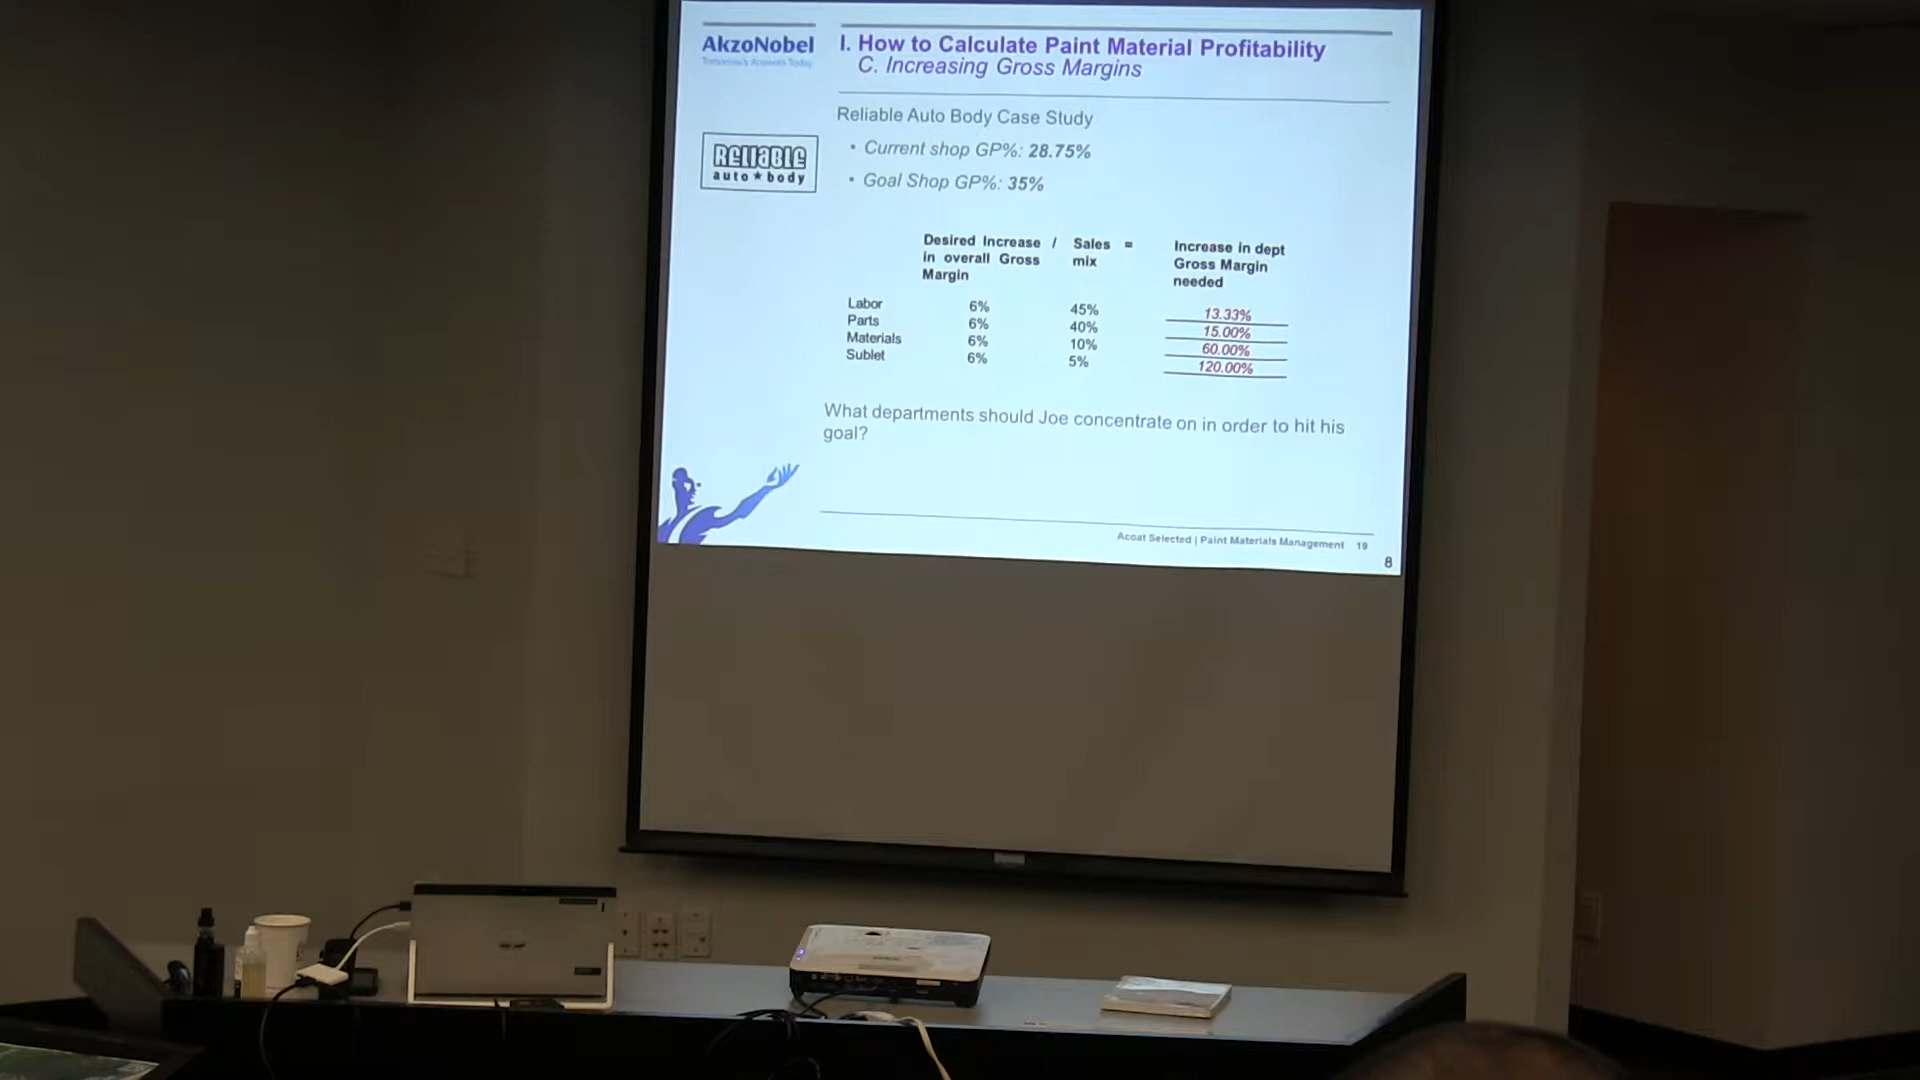 AkzoNobel
Tomorrow's Answers Today
I. How to Calculate Paint Material Profitability
C. Increasing Gross Margins
Reliable Auto Body Case Study
RELIABLE
auto★body
• Current shop GP%: 28.75%
• Goal Shop GP%: 35%
Desired Increase / Sales = Increase in dept
in overall Gross mix Gross Margin
Margin needed
Labor 6% 45% 13.33%
Parts 6% 40% 15.00%
Materials 6% 10% 60.00%
Sublet 6% 5% 120.00%
What departments should Joe concentrate on in order to hit his
goal?
Acoat Selected | Paint Materials Management 19
8